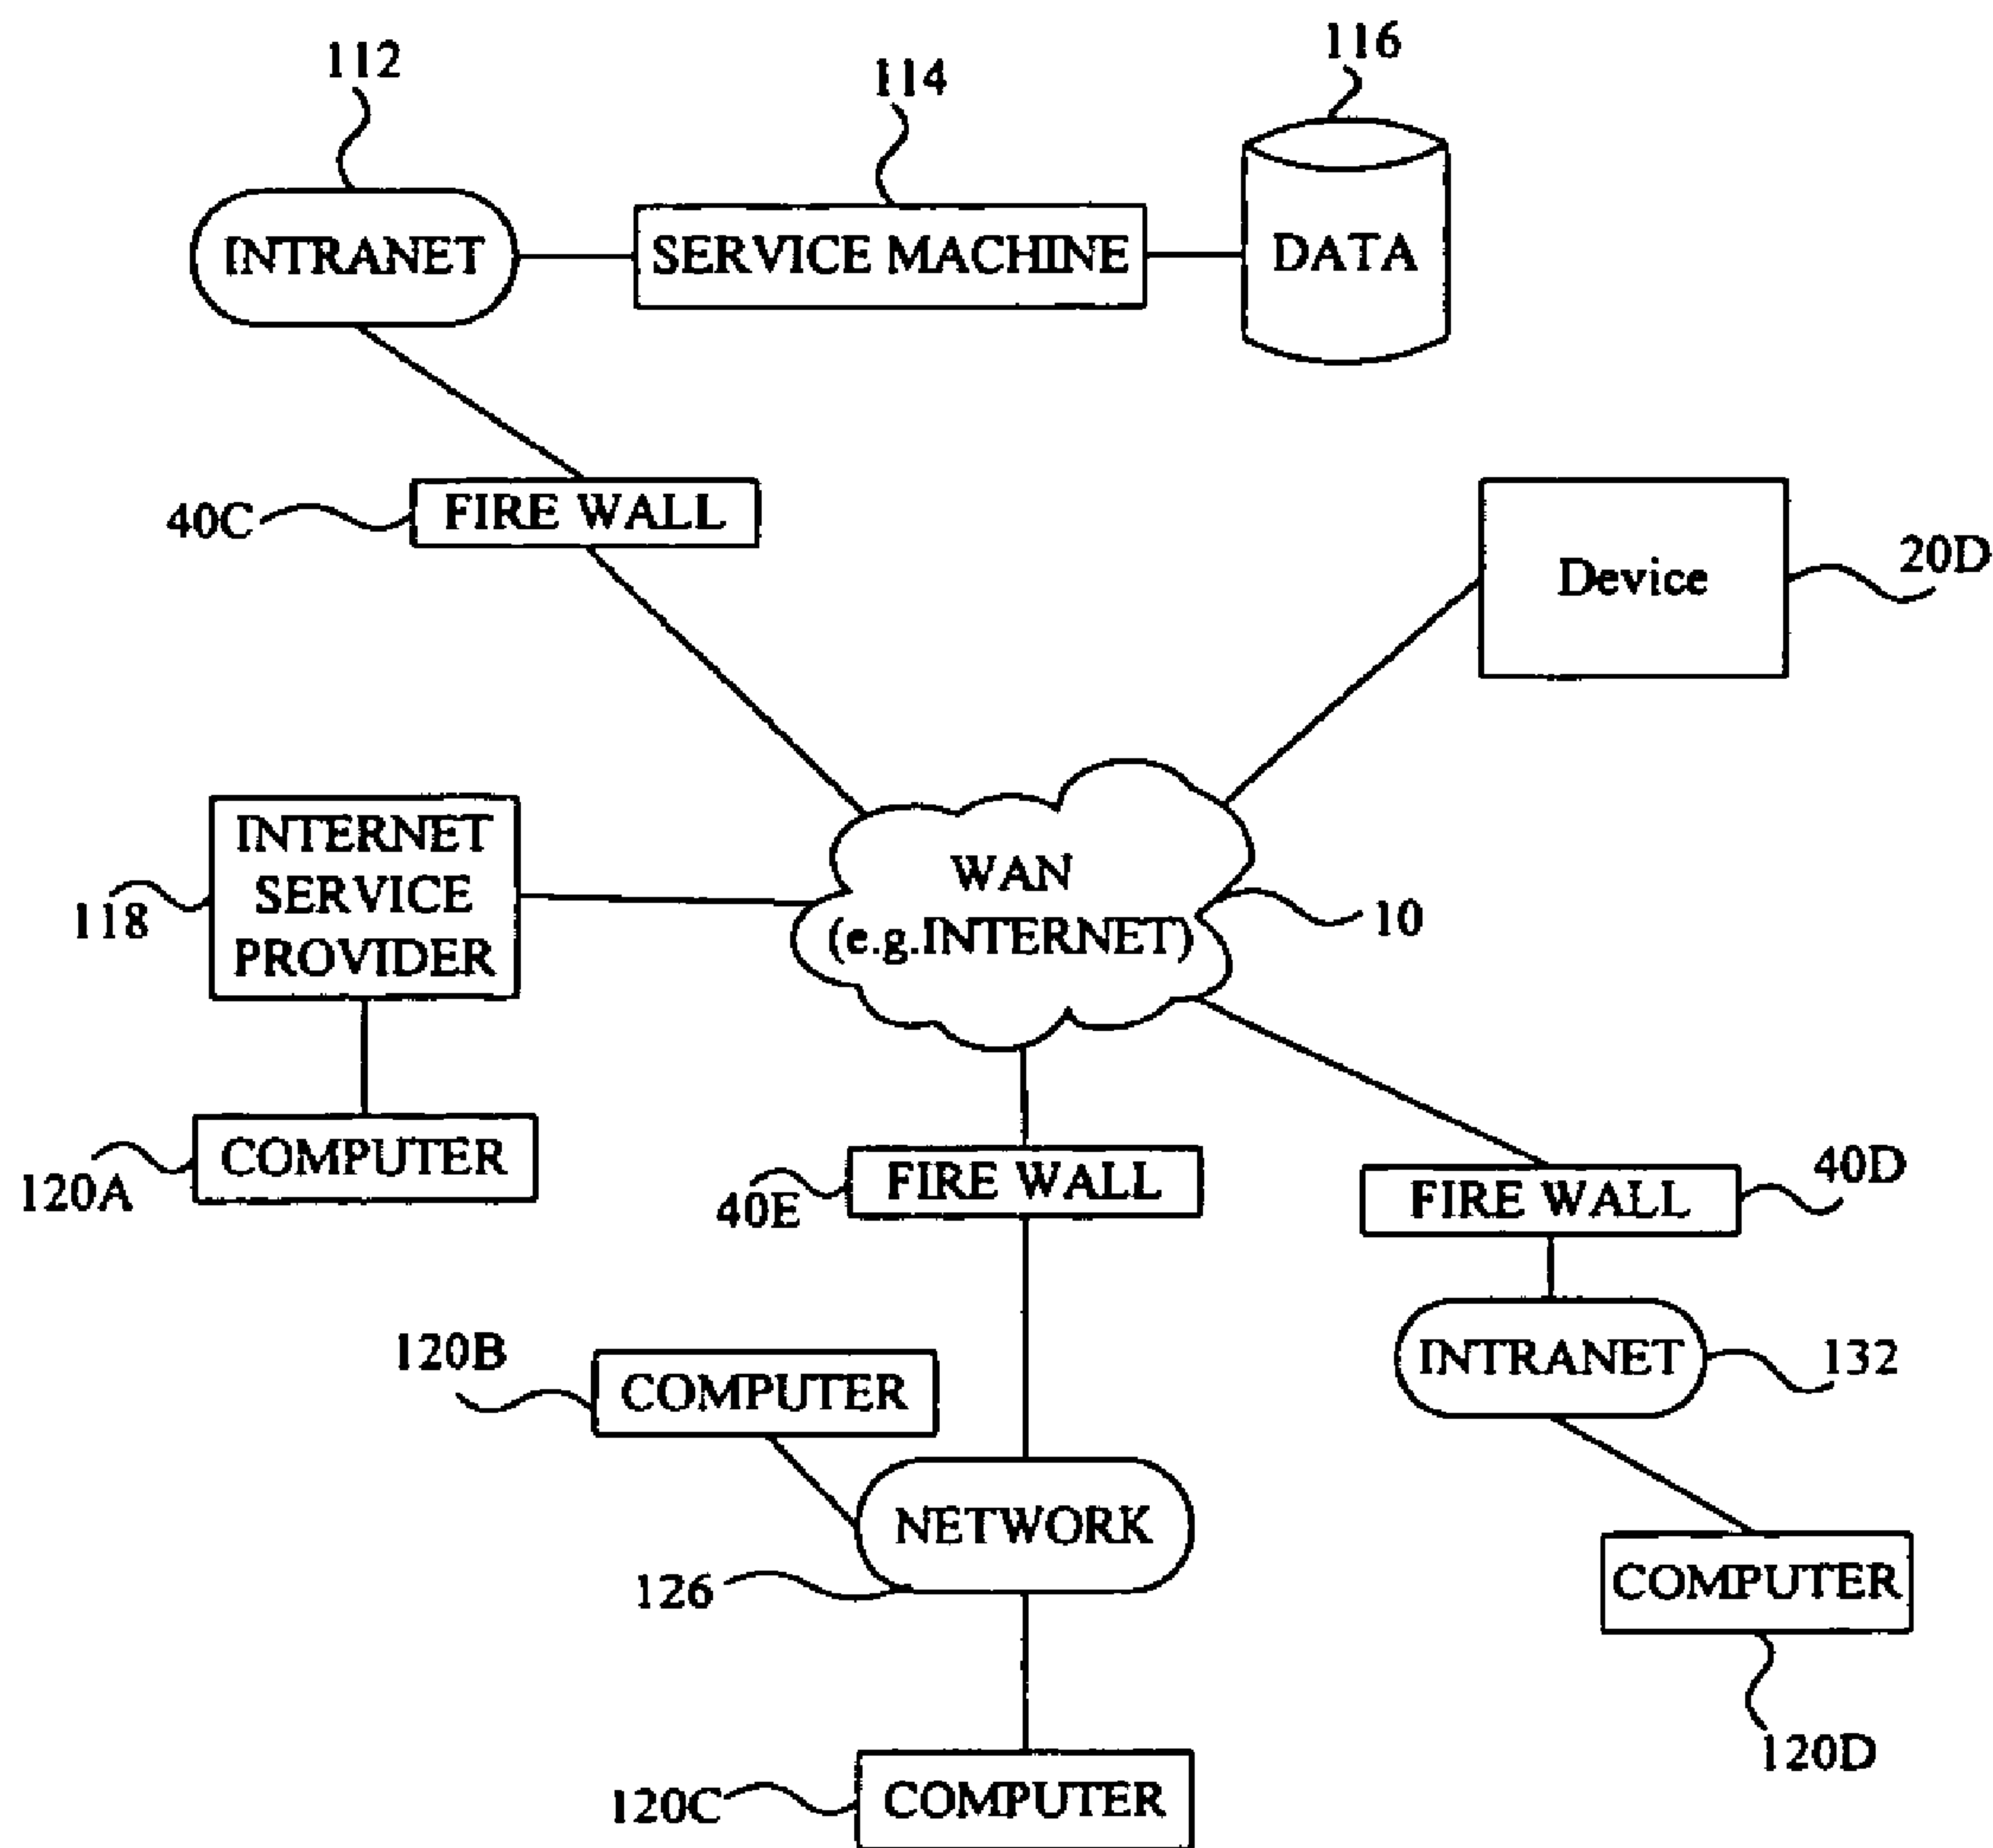 112
114
116
INTRANET
SERVICE MACHINE
DATA
40C
FIRE WALL
Device
20D
INTERNET
SERVICE
PROVIDER
118
WAN
(e.g.INTERNET)
10
COMPUTER
120A
FIRE WALL
40E
FIRE WALL
40D
120B
COMPUTER
INTRANET
132
NETWORK
126
COMPUTER
120D
120C
COMPUTER